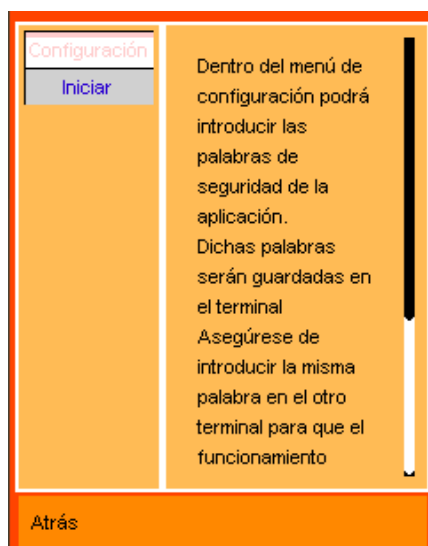 Configuración
Iniciar
Dentro del menú de
configuración podrá
introducir las
palabras de
seguridad de la
aplicación.
Dichas palabras
serán guardadas en
el terminal
Asegúrese de
introducir la misma
palabra en el otro
terminal para que el
funcionamiento
Atrás